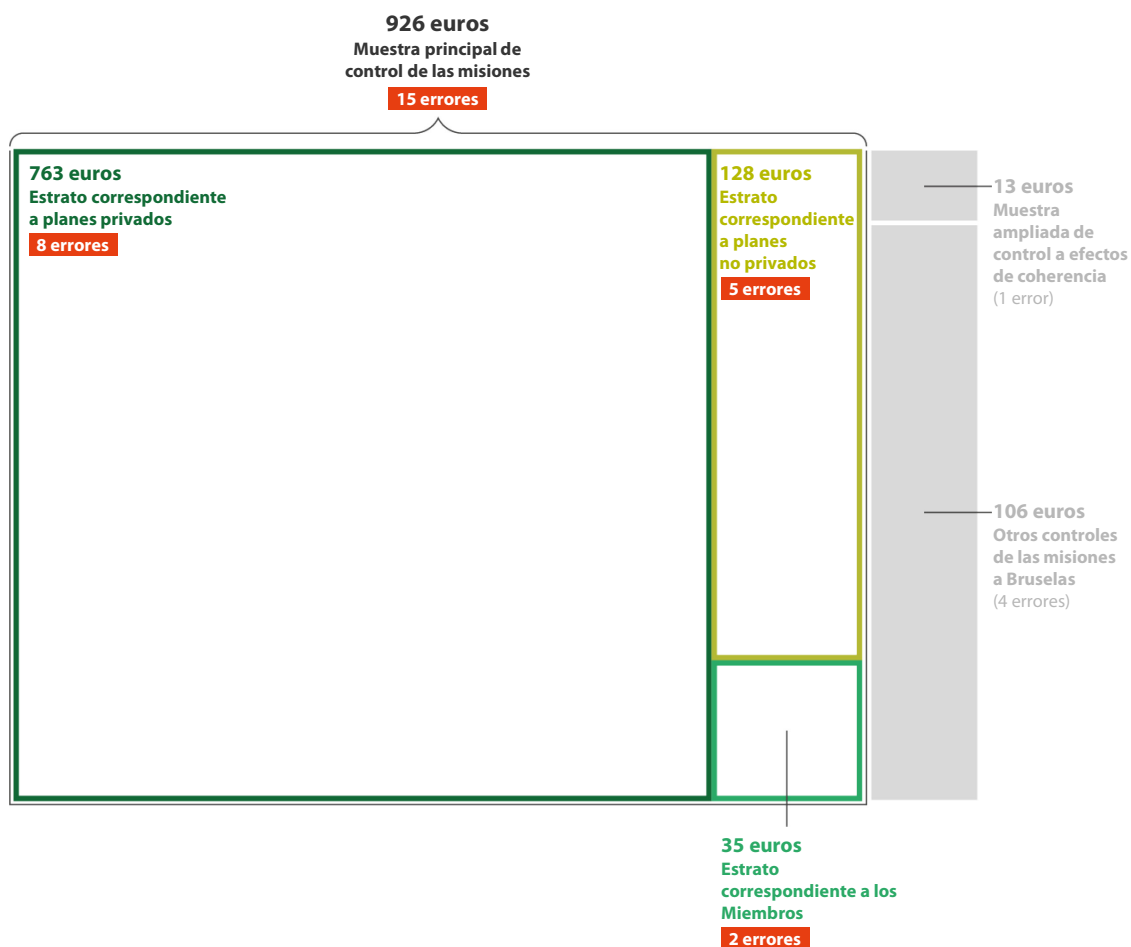 926 euros
Muestra principal de
control de las misiones
15 errores
763 euros
Estrato correspondiente
a planes privados
8 errores
128 euros
Estrato
correspondiente
a planes
no privados
5 errores
13 euros
Muestra
ampliada de
control a efectos
de coherencia
(1 error)
106 euros
Otros controles
de las misiones
a Bruselas
(4 errores)
35 euros
Estrato
correspondiente a los
Miembros
2 errores